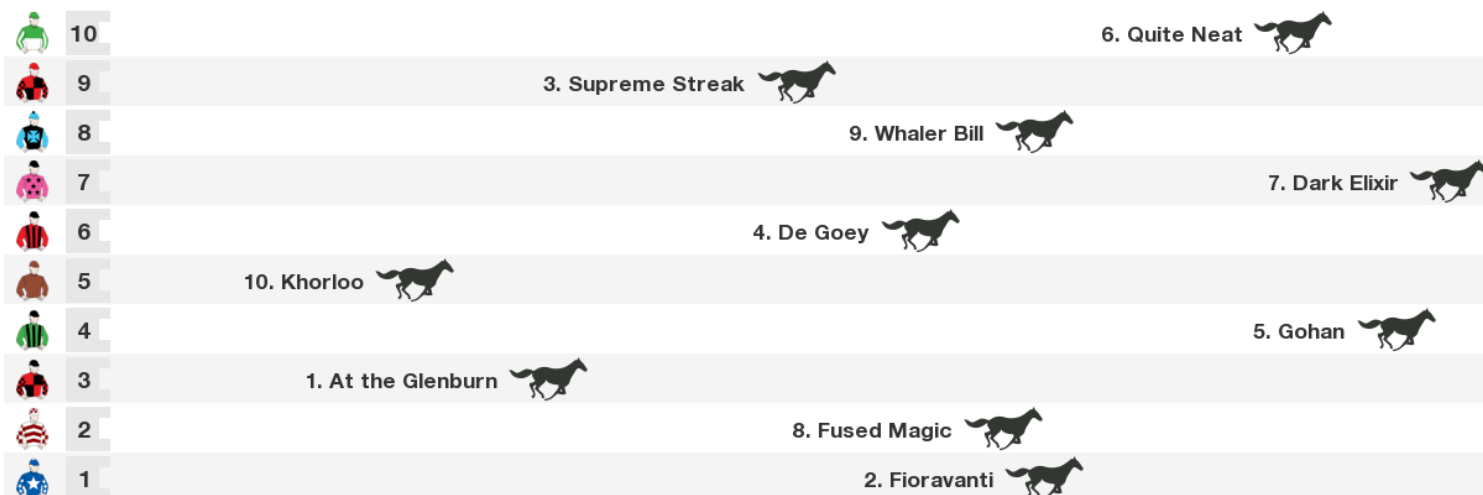 10 6. Quite Neat
9 3. Supreme Streak
8 9. Whaler Bill
7 7. Dark Elixir
6 4. De Goey
5 10. Khorloo
4 5. Gohan
3 1. At the Glenburn
2 8. Fused Magic
1 2. Fioravanti